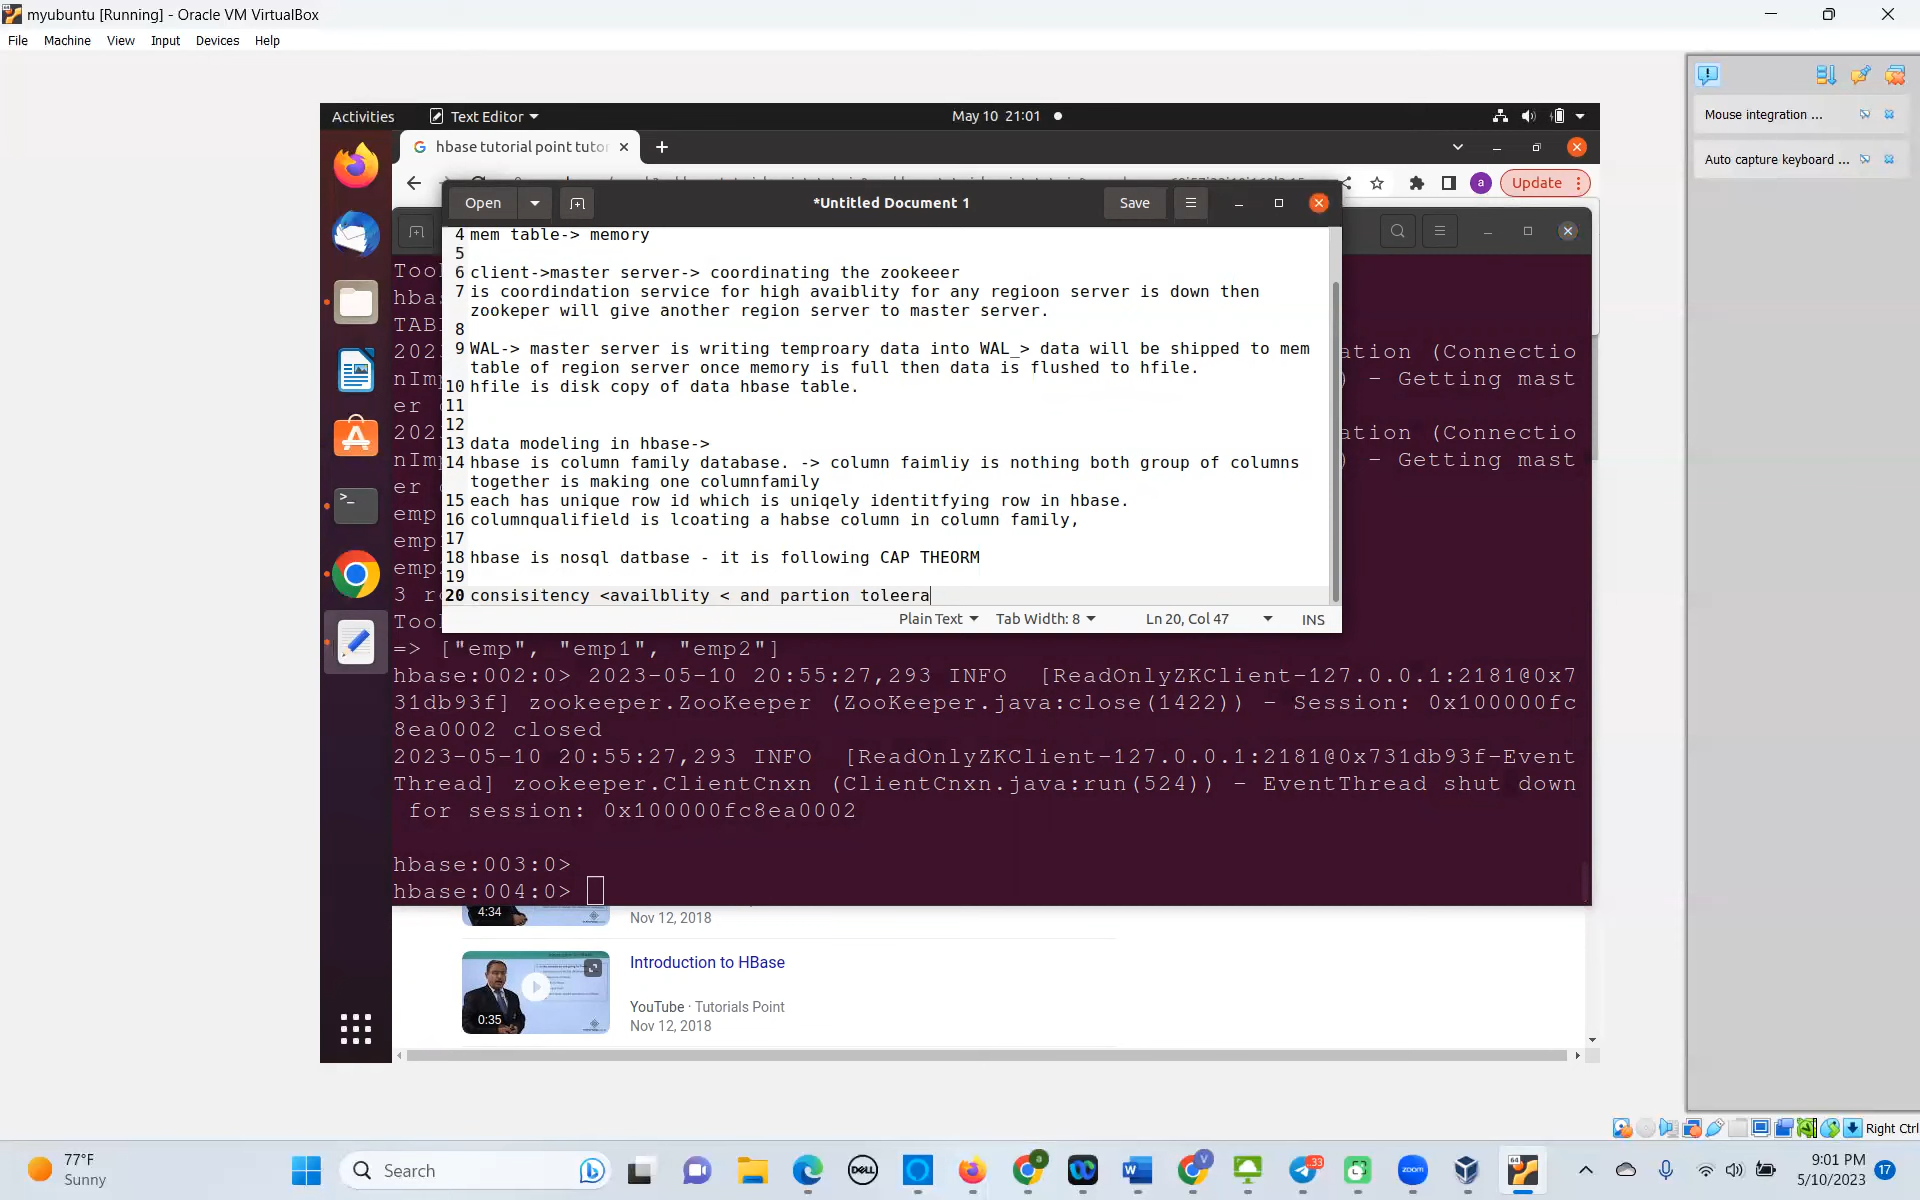 myubuntu [Running] - Oracle VM VirtualBox
File Machine View Input Devices Help
Mouse integration ...
Auto capture keyboard ...
Activities Text Editor May 10 21:01
hbase tutorial point tutor
Update
Open *Untitled Document 1 Save
4 mem table-> memory
5
6 client->master server-> coordinating the zookeeer
7 is coordindation service for high avaiblity for any regioon server is down then
zookeper will give another region server to master server.
8
9 WAL-> master server is writing temproary data into WAL_> data will be shipped to mem
table of region server once memory is full then data is flushed to hfile.
10 hfile is disk copy of data hbase table.
11
12
13 data modeling in hbase->
14 hbase is column family database. -> column faimliy is nothing both group of columns
together is making one columnfamily
15 each has unique row id which is uniqely identitfying row in hbase.
16 columnqualifield is lcoating a habse column in column family,
17
18 hbase is nosql datbase - it is following CAP THEORM
19
20 consisitency <availblity < and partion toleera
Plain Text Tab Width: 8 Ln 20, Col 47 INS
ation (Connectio
) - Getting mast
er
ation (Connectio
) - Getting mast
er
emp
3 r
=> ["emp", "emp1", "emp2"]
hbase:002:0> 2023-05-10 20:55:27,293 INFO [ReadOnlyZKClient-127.0.0.1:2181@0x7
31db93f] zookeeper.ZooKeeper (ZooKeeper.java:close(1422)) - Session: 0x100000fc
8ea0002 closed
2023-05-10 20:55:27,293 INFO [ReadOnlyZKClient-127.0.0.1:2181@0x731db93f-Event
Thread] zookeeper.ClientCnxn (ClientCnxn.java:run(524)) - EventThread shut down
for session: 0x100000fc8ea0002
hbase:003:0>
hbase:004:0>
4:34
Nov 12, 2018
Introduction to HBase
YouTube · Tutorials Point
Nov 12, 2018
0:35
Right Ctrl
77°F
Sunny
Search
DELL
33
zoom
9:01 PM
5/10/2023
17